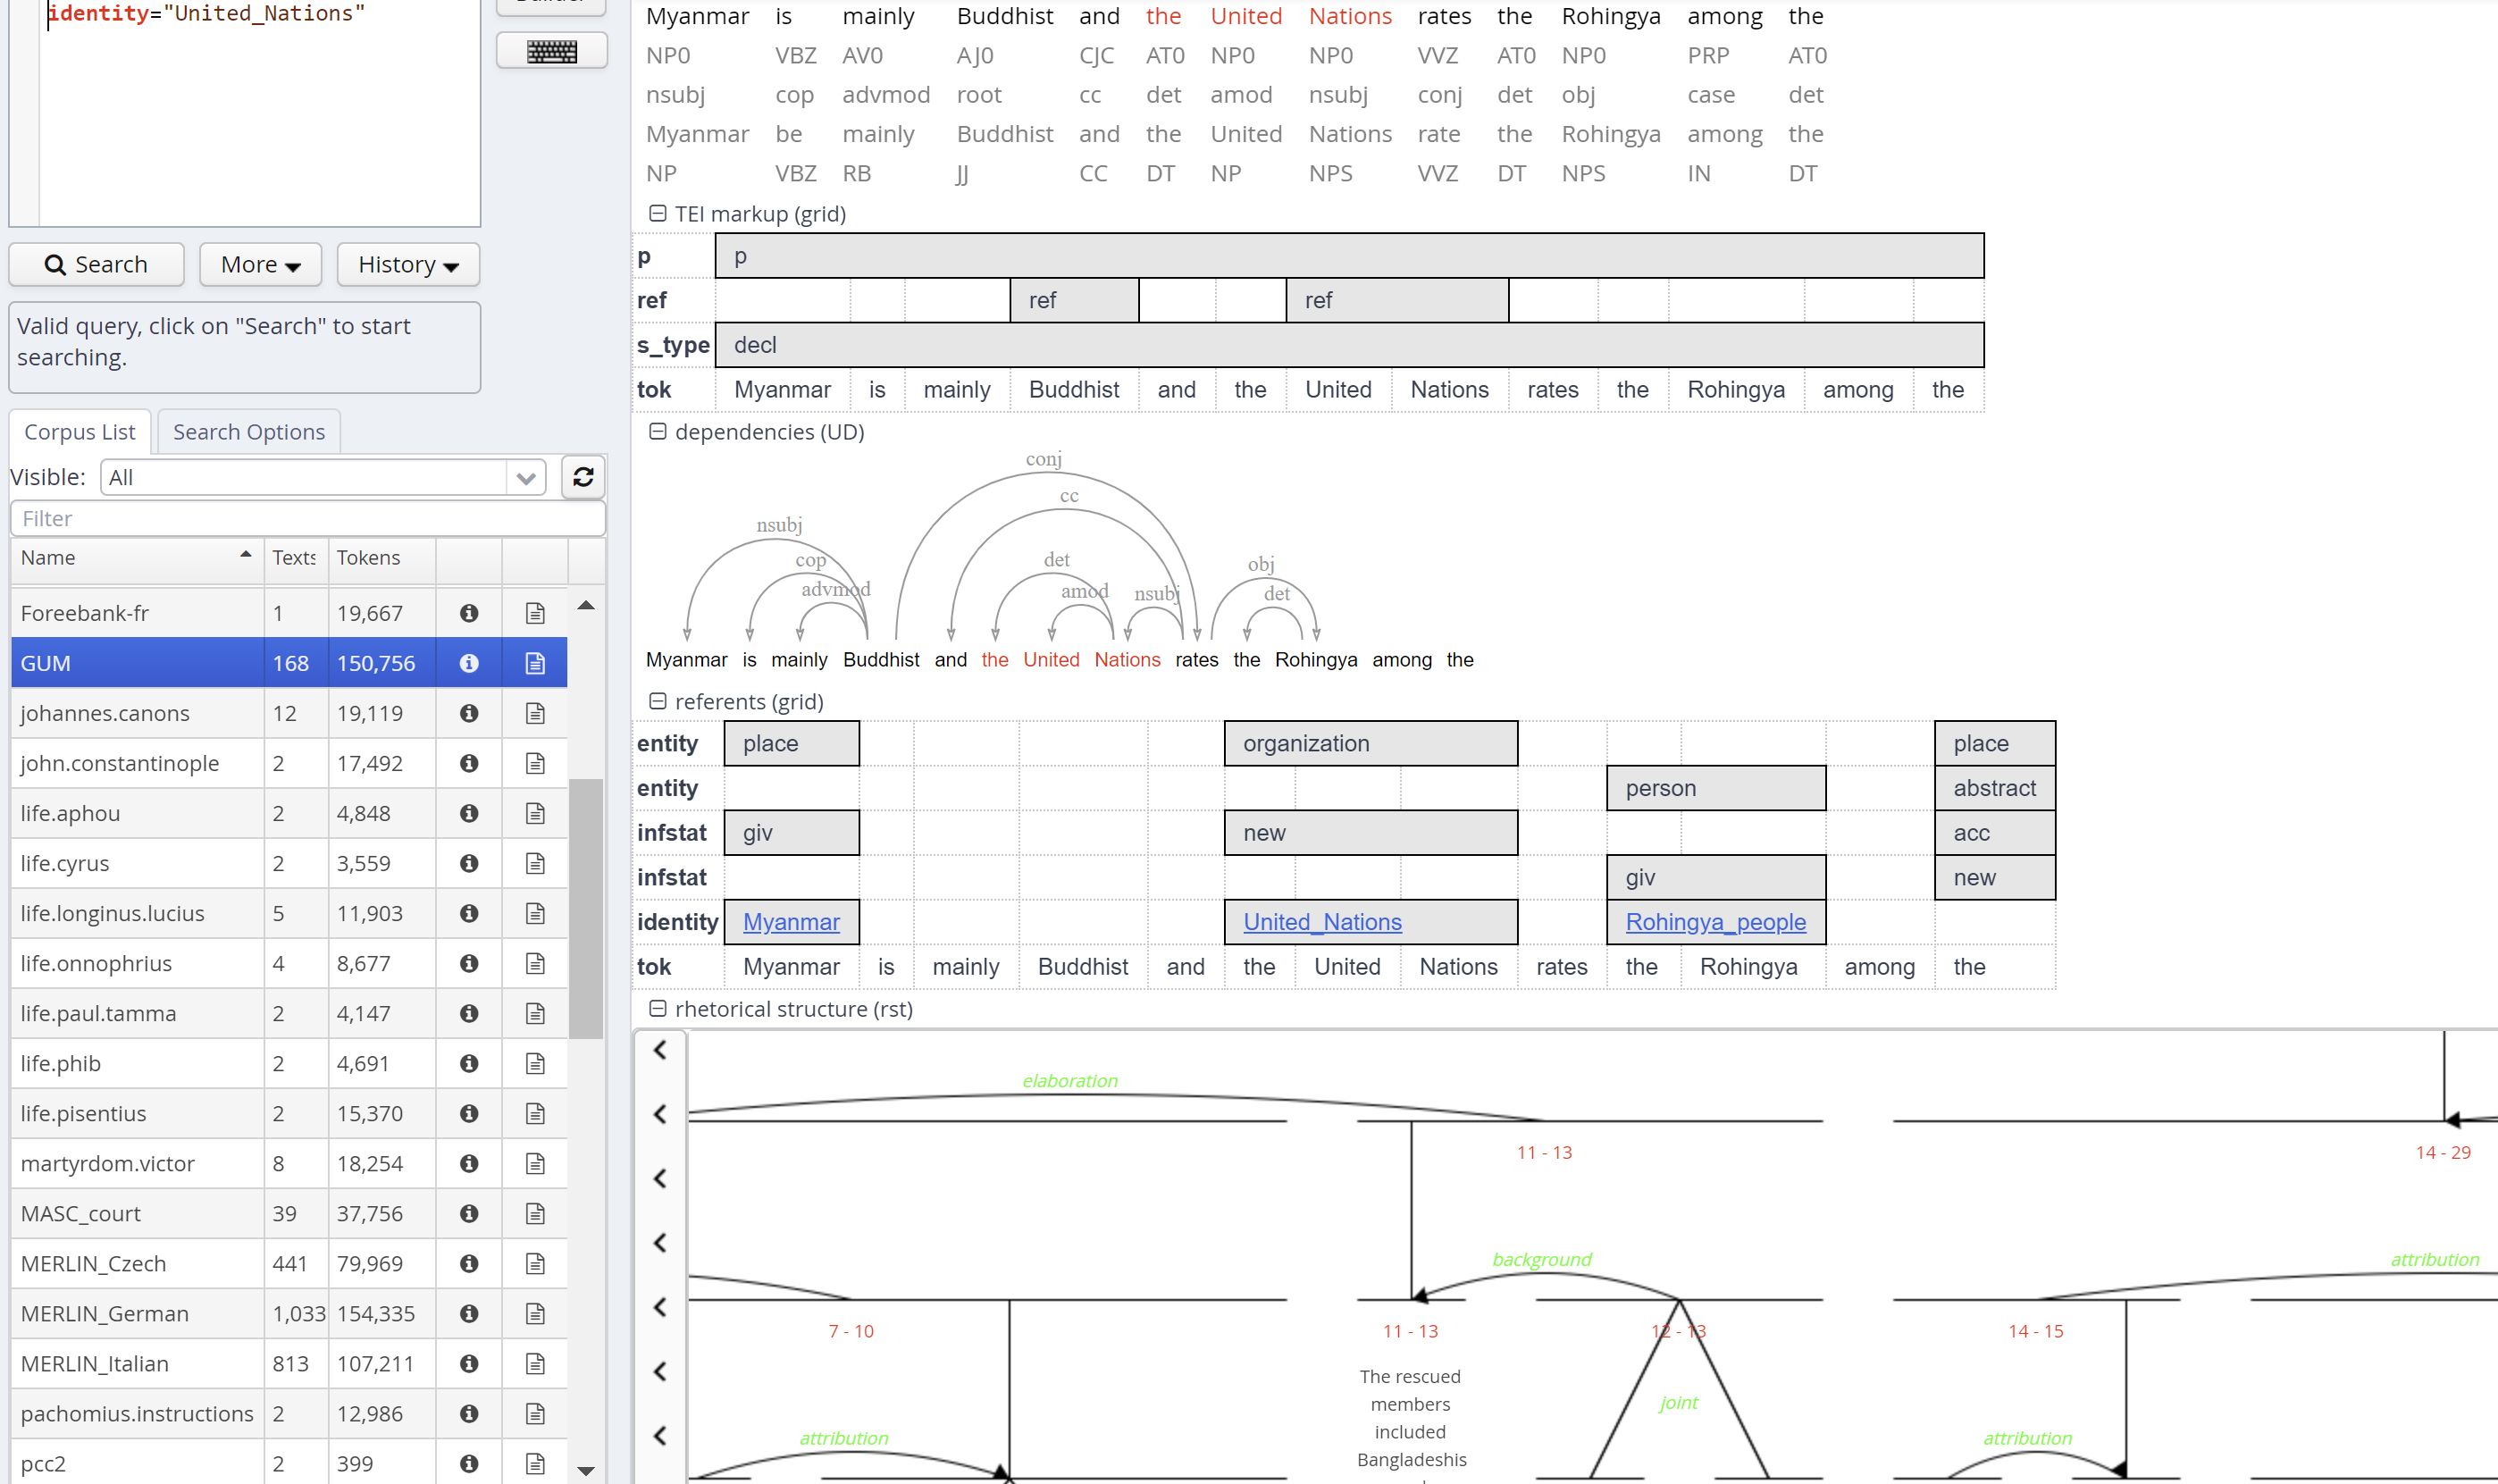 identity="United_Nations"
Search
More
History
Valid query, click on "Search" to start
searching.
Corpus List
Search Options
Visible:
All
Filter
Name Texts Tokens
Foreebank-fr 1 19,667
GUM 168 150,756
johannes.canons 12 19,119
john.constantinople 2 17,492
life.aphou 2 4,848
life.cyrus 2 3,559
life.longinus.lucius 5 11,903
life.onnophrius 4 8,677
life.paul.tamma 2 4,147
life.phib 2 4,691
life.pisentius 2 15,370
martyrdom.victor 8 18,254
MASC_court 39 37,756
MERLIN_Czech 441 79,969
MERLIN_German 1,033 154,335
MERLIN_Italian 813 107,211
pachomius.instructions 2 12,986
pcc2 2 399
Myanmar is mainly Buddhist and the United Nations rates the Rohingya among the
NP0 VBZ AV0 AJ0 CJC AT0 NP0 NP0 VVZ AT0 NP0 PRP AT0
nsubj cop advmod root cc det amod nsubj conj det obj case det
Myanmar be mainly Buddhist and the United Nations rate the Rohingya among the
NP VBZ RB JJ CC DT NP NPS VVZ DT NPS IN DT
TEI markup (grid)
p p
ref ref ref
s_type decl
tok Myanmar is mainly Buddhist and the United Nations rates the Rohingya among the
dependencies (UD)
conj
cc
nsubj
cop det obj
advmod amod nsubj det
Myanmar is mainly Buddhist and the United Nations rates the Rohingya among the
referents (grid)
entity place organization place
entity person abstract
infstat giv new acc
infstat giv new
identity Myanmar United_Nations Rohingya_people
tok Myanmar is mainly Buddhist and the United Nations rates the Rohingya among the
rhetorical structure (rst)
elaboration
11 - 13 14 - 29
background attribution
7 - 10 11 - 13 12 - 13 14 - 15
The rescued
members
included
Bangladeshis
joint
attribution attribution